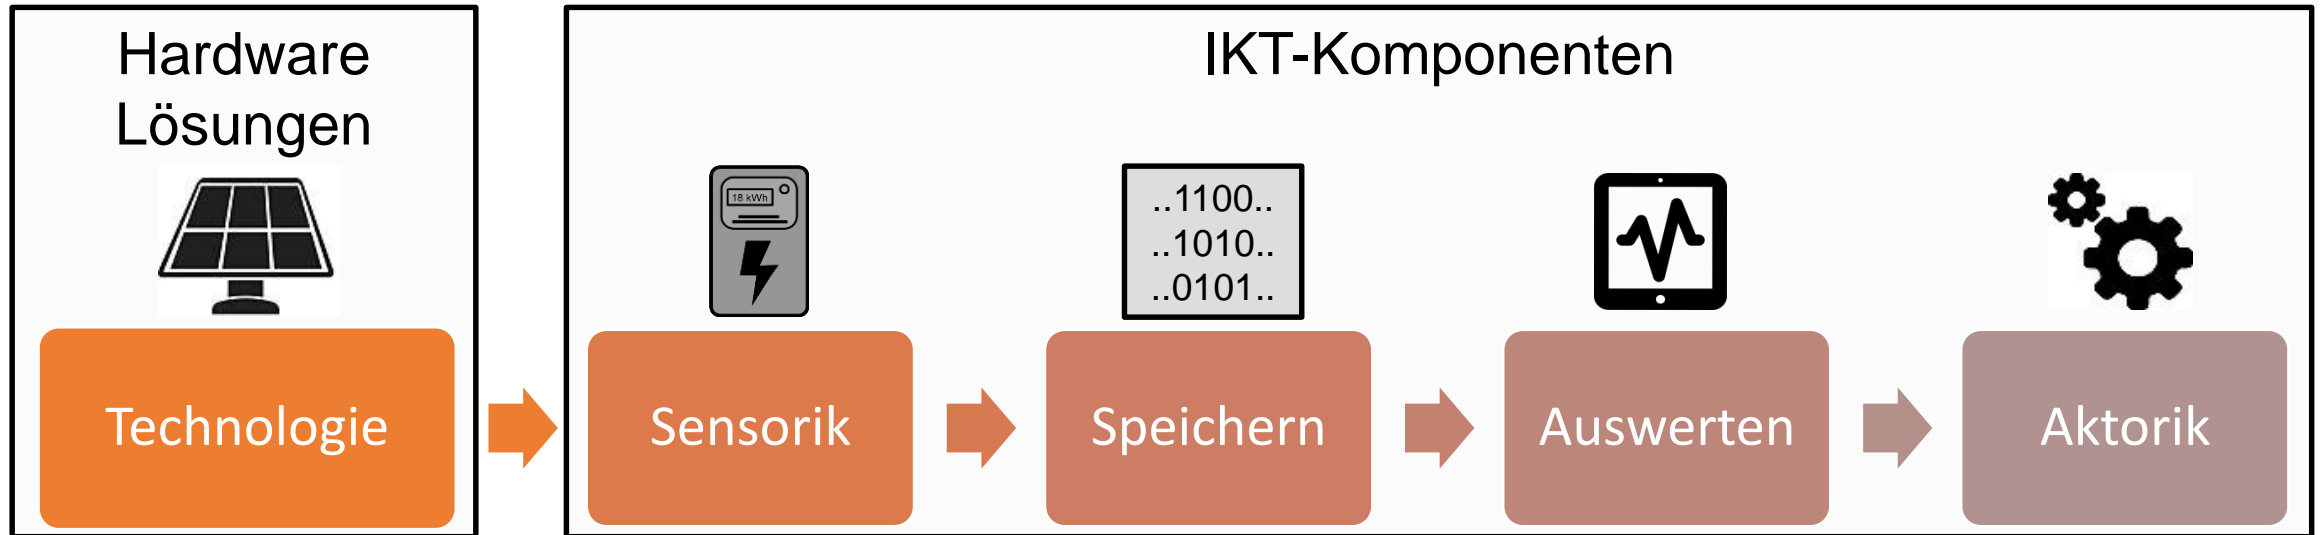 Hardware
Lösungen
IKT-Komponenten
18 kWh
..1100..
..1010..
..0101..
Technologie
Sensorik
Speichern
Auswerten
Aktorik